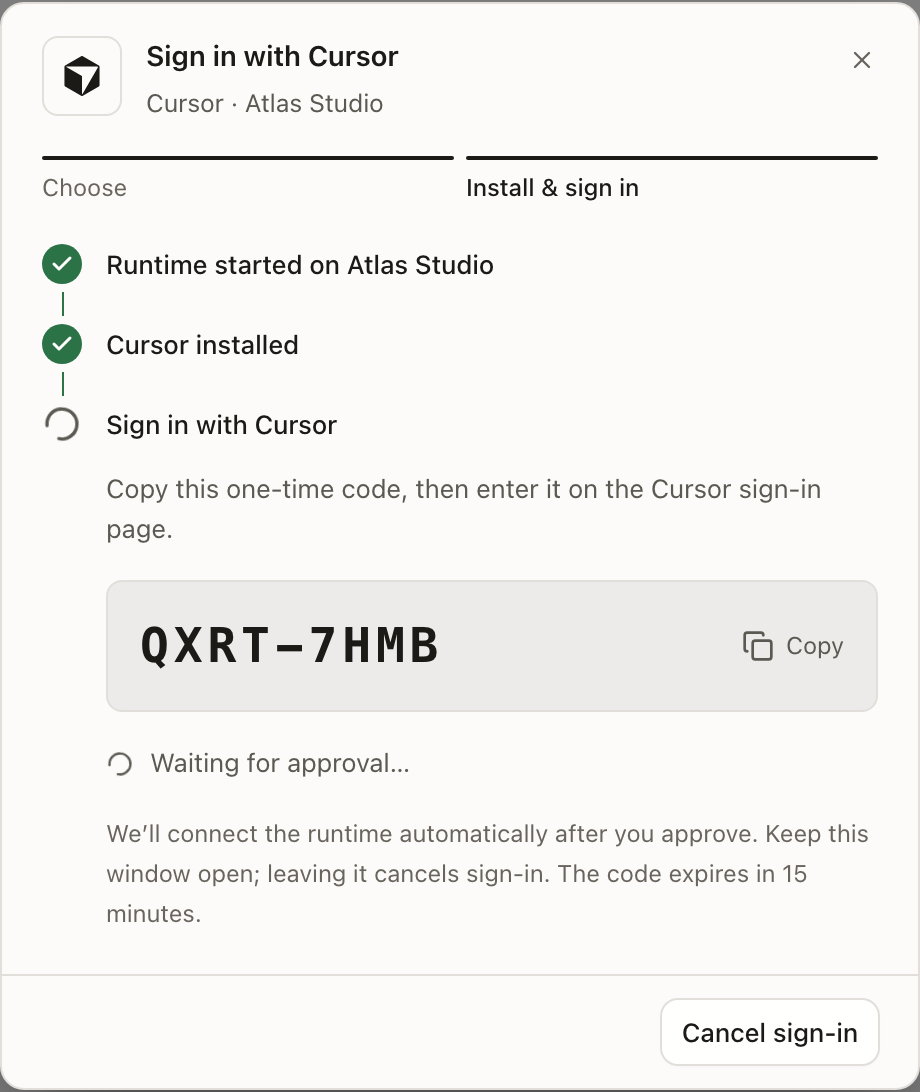 Sign in with Cursor
Cursor · Atlas Studio
Choose
Install & sign in
Runtime started on Atlas Studio
Cursor installed
Sign in with Cursor
Copy this one-time code, then enter it on the Cursor sign-in
page.
QXRT-7HMB
Copy
Waiting for approval...
We’ll connect the runtime automatically after you approve. Keep this
window open; leaving it cancels sign-in. The code expires in 15
minutes.
Cancel sign-in